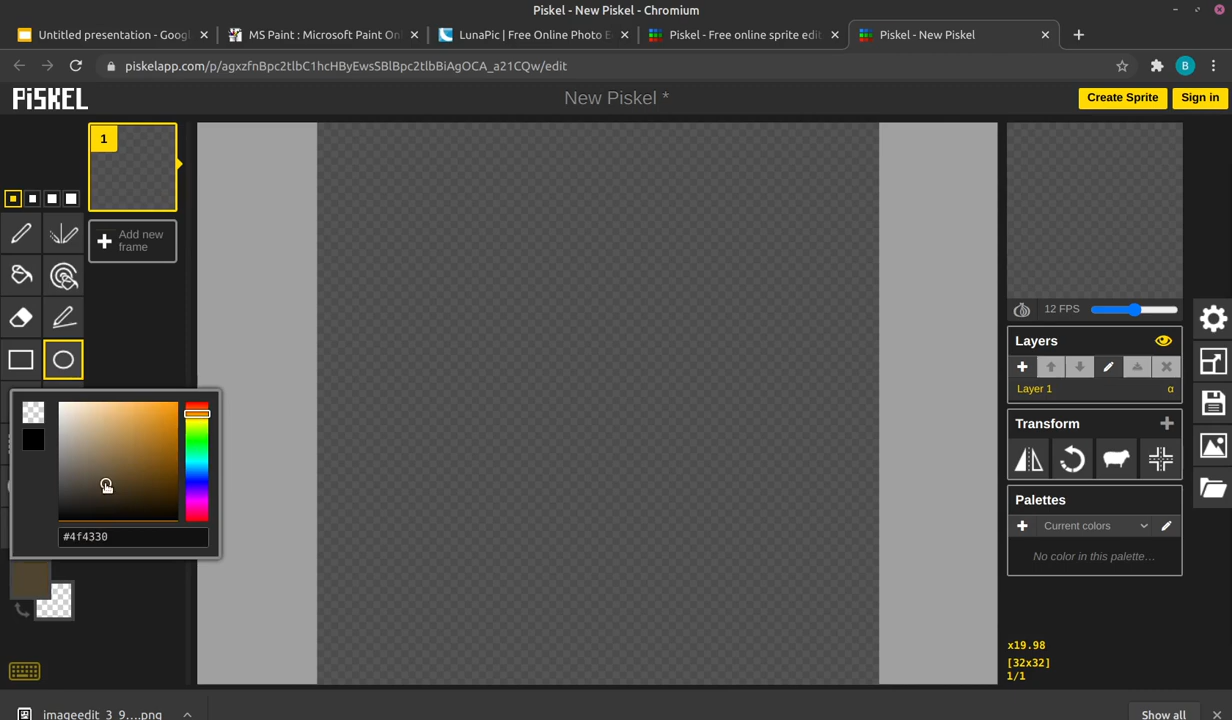 Piskel - New Piskel - Chromium
Untitled presentation - Googl
MS Paint : Microsoft Paint On
LunaPic | Free Online Photo E
Piskel - Free online sprite edit
Piskel - New Piskel
piskelapp.com/p/agxzfnBpc2tlbC1hcHByEwsSBlBpc2tlbBiAgOCA_a21CQw/edit
B
PiSKEL
New Piskel *
Create Sprite
Sign in
1
Add new
frame
12 FPS
Layers
Layer 1
α
Transform
Palettes
Current colors
No color in this palette...
#4f4330
x19.98
[32x32]
1/1
imageedit_3_9....png
Show all